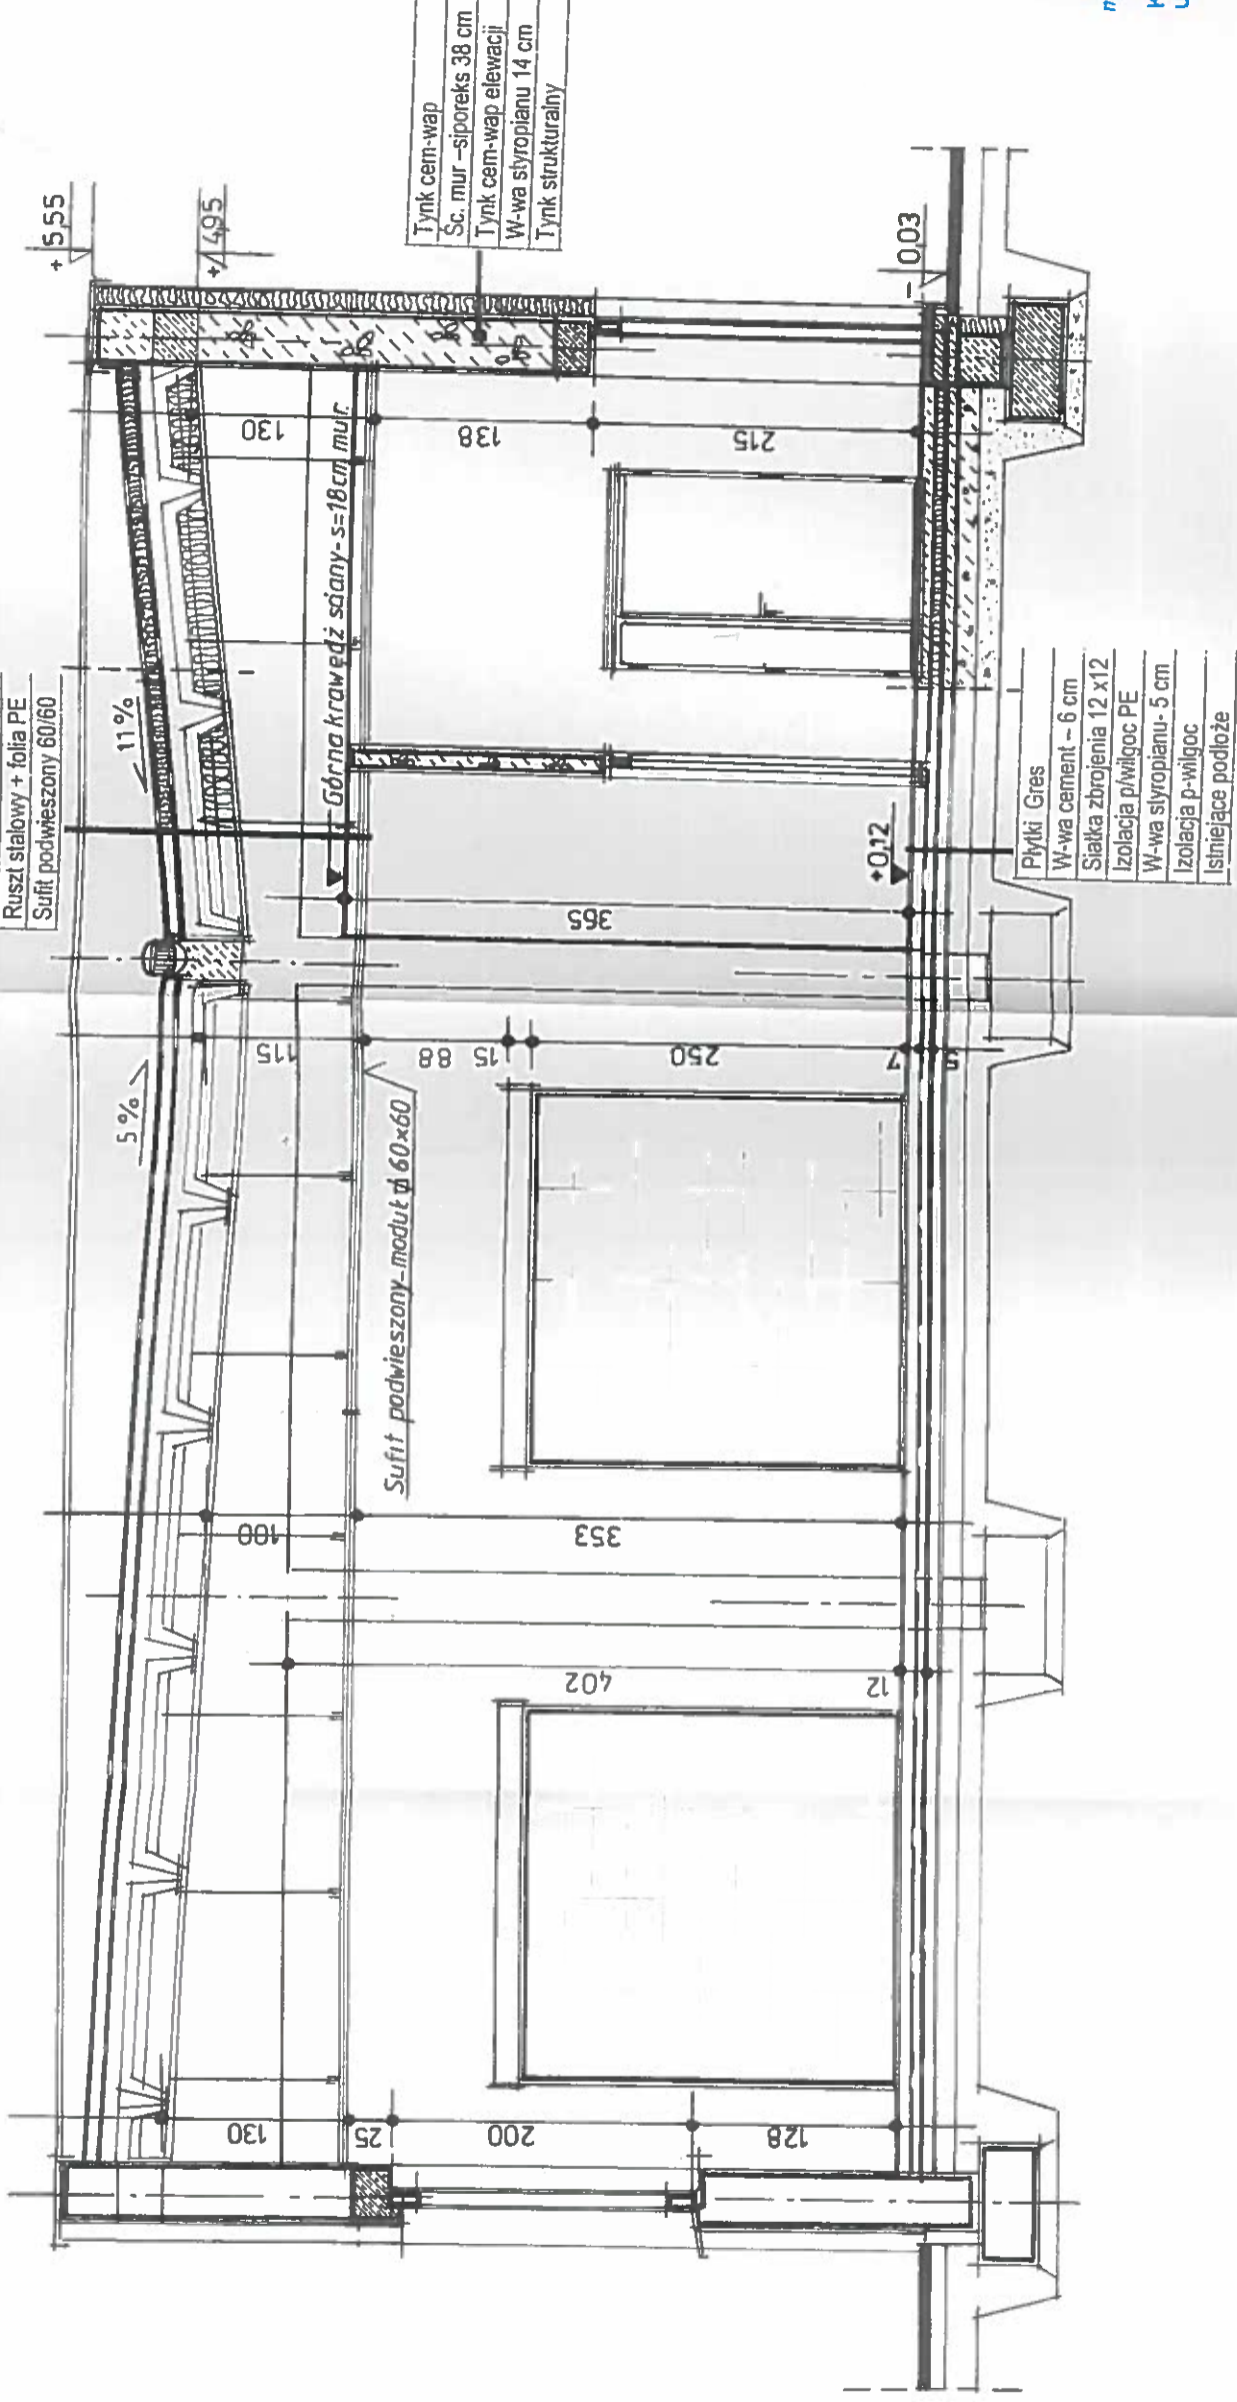 Ruszt stalowy + folia PE
Sufit podwieszony 60/60
+5,55
+4,95
Tynk cem-wap
Śc. mur –siporeks 38 cm
Tynk cem-wap elewacji
W-wa styropianu 14 cm
Tynk strukturalny
5%
11%
130
25
200
128
402
12
100
353
115
88
15
250
7
5
Sufit podwieszony-moduł 60x60
Górna krawędź ściany-s=18cm mur.
365
+0,12
130
138
215
-0,03
Płytki Gres
W-wa cement – 6 cm
Siatka zbrojenia 12 x12
Izolacja p/wilgoc PE
W-wa styropianu- 5 cm
Izolacja p-wilgoc
Istniejące podłoże